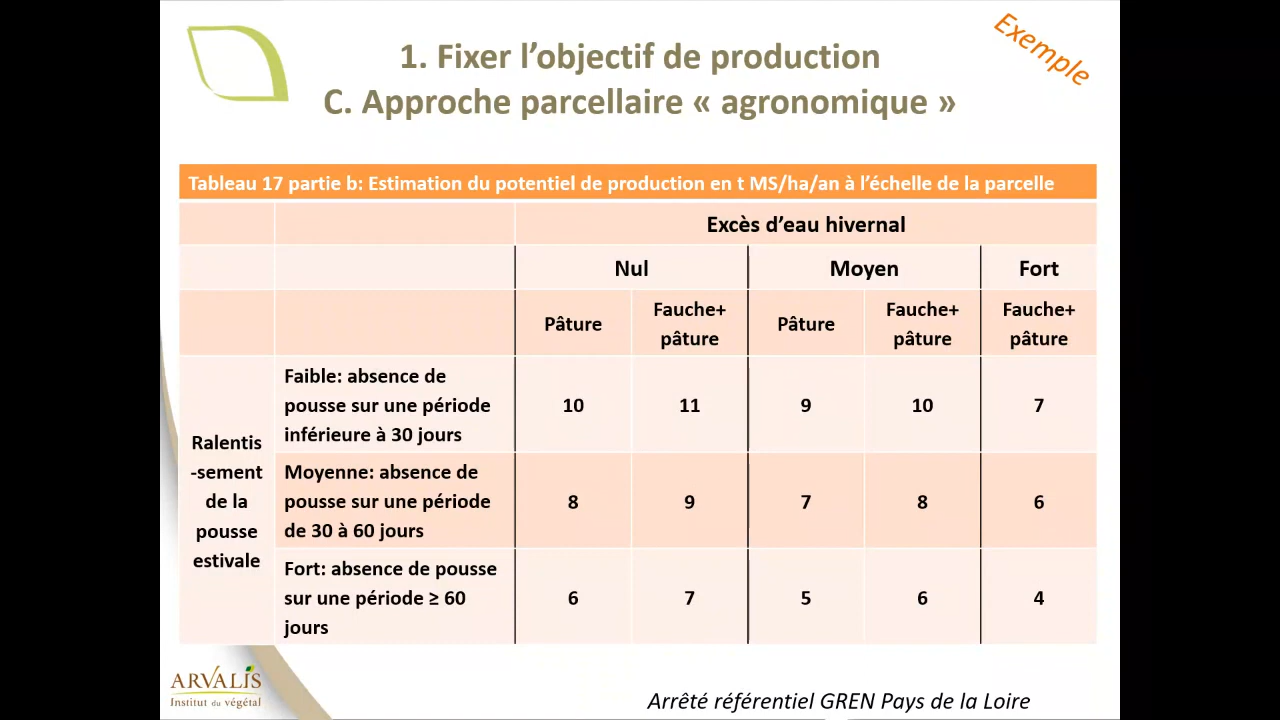 Exemple
1. Fixer l’objectif de production
C. Approche parcellaire « agronomique »
Tableau 17 partie b: Estimation du potentiel de production en t MS/ha/an à l’échelle de la parcelle
Excès d’eau hivernal
Nul Moyen Fort
Pâture Fauche+ pâture Pâture Fauche+ pâture Fauche+ pâture
Ralentis
-sement
de la
pousse
estivale
Faible: absence de
pousse sur une période
inférieure à 30 jours
10 11 9 10 7
Moyenne: absence de
pousse sur une période
de 30 à 60 jours
8 9 7 8 6
Fort: absence de pousse
sur une période ≥ 60
jours
6 7 5 6 4
ARVALIS
Institut du végétal
Arrêté référentiel GREN Pays de la Loire